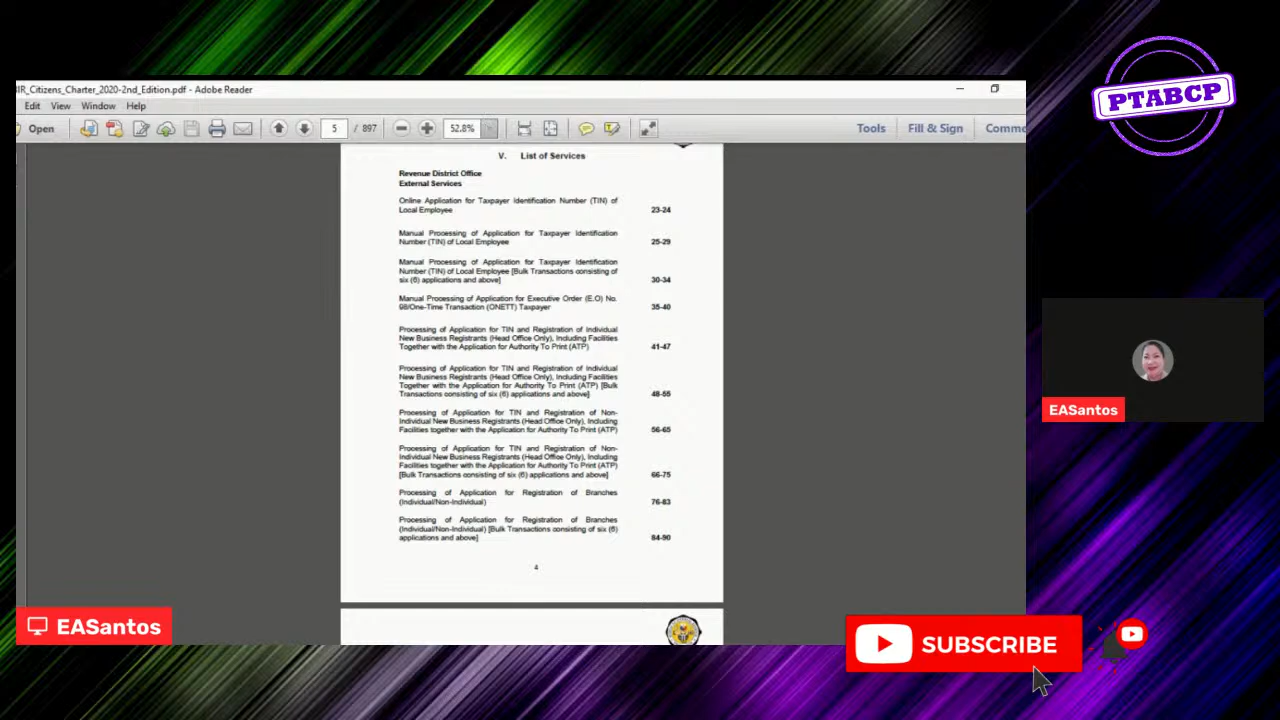 PTABCP
BIR_Citizens_Charter_2020-2nd_Edition.pdf - Adobe Reader
Edit View Window Help
Open 5 / 897 52.8% Tools Fill & Sign
V. List of Services
Revenue District Office
External Services
Online Application for Taxpayer Identification Number (TIN) of
Local Employee 23-24
Manual Processing of Application for Taxpayer Identification
Number (TIN) of Local Employee 25-29
Manual Processing of Application for Taxpayer Identification
Number (TIN) of Local Employee [Bulk Transactions consisting of
six (6) applications and above] 30-34
Manual Processing of Application for Executive Order (E.O) No.
98/One-Time Transaction (ONETT) Taxpayer 35-40
Processing of Application for TIN and Registration of Individual
New Business Registrants (Head Office Only), Including Facilities
Together with the Application for Authority To Print (ATP) 41-47
Processing of Application for TIN and Registration of Individual
New Business Registrants (Head Office Only), Including Facilities
Together with the Application for Authority To Print (ATP) [Bulk
Transactions consisting of six (6) applications and above] 48-55
Processing of Application for TIN and Registration of Non-
Individual New Business Registrants (Head Office Only), Including
Facilities together with the Application for Authority To Print (ATP) 56-65
Processing of Application for TIN and Registration of Non-
Individual New Business Registrants (Head Office Only), Including
Facilities together with the Application for Authority To Print (ATP)
[Bulk Transactions consisting of six (6) applications and above] 66-75
Processing of Application for Registration of Branches
(Individual/Non-Individual) 76-83
Processing of Application for Registration of Branches
(Individual/Non-Individual) [Bulk Transactions consisting of six (6)
applications and above] 84-90
4
EASantos
EASantos
SUBSCRIBE